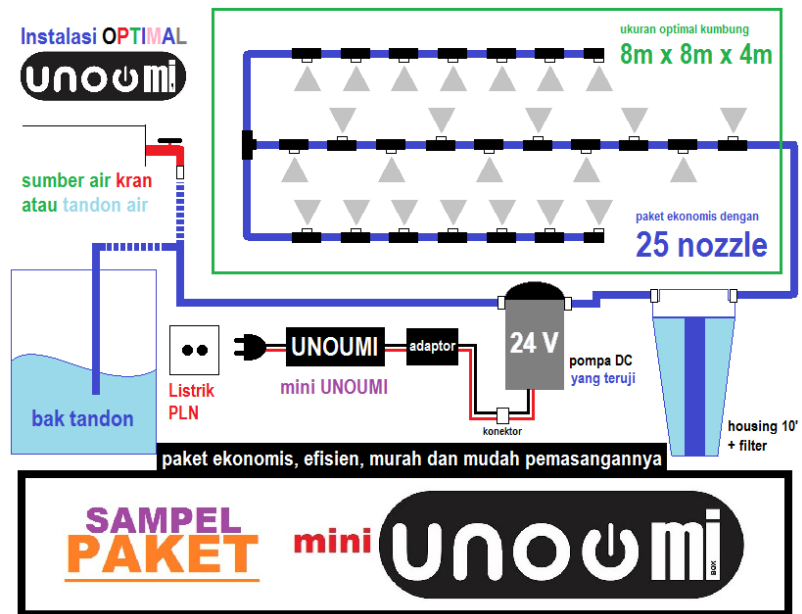 Instalasi OPTIMAL
unoumi
ukuran optimal kumbung
8m x 8m x 4m
sumber air kran
atau tandon air
paket ekonomis dengan
25 nozzle
bak tandon
Listrik
PLN
UNOUMI
mini UNOUMI
adaptor
konektor
24 V
pompa DC
yang teruji
housing 10'
+ filter
paket ekonomis, efisien, murah dan mudah pemasangannya
SAMPEL
PAKET
mini unoumi
BOX